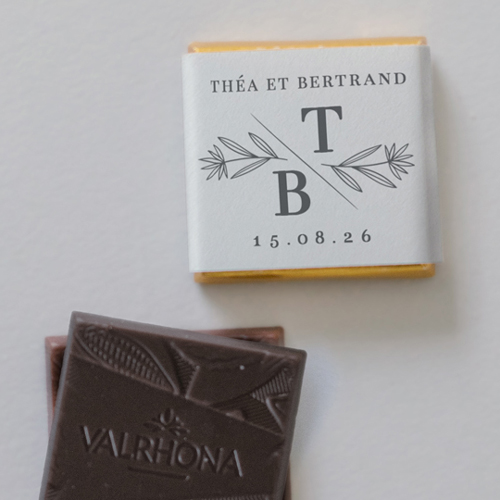 THÉA ET BERTRAND
T
B
15.08.26
VALRHONA